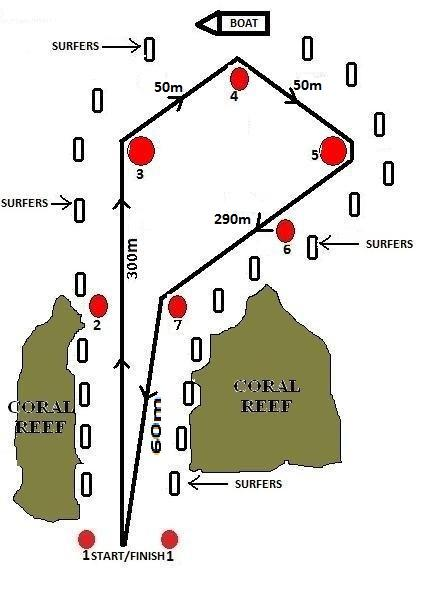 BOAT
SURFERS
50m
50m
4
3
5
SURFERS
290m
SURFERS
6
300m
2
7
CORAL
REEF
CORAL
REEF
60m
SURFERS
1 START/FINISH 1